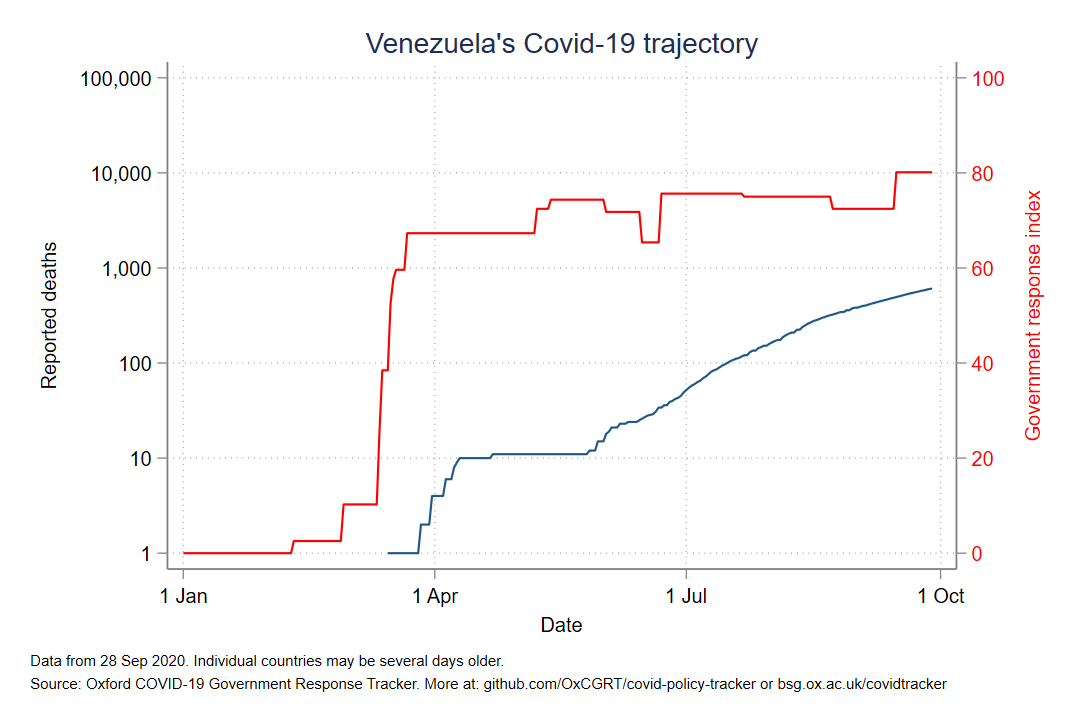 Venezuela's Covid-19 trajectory
100,000
10,000
1,000
100
10
1
Reported deaths
100
80
60
40
20
0
Government response index
1 Jan
1 Apr
1 Jul
1 Oct
Date
Data from 28 Sep 2020. Individual countries may be several days older.
Source: Oxford COVID-19 Government Response Tracker. More at: github.com/OxCGRT/covid-policy-tracker or bsg.ox.ac.uk/covidtracker